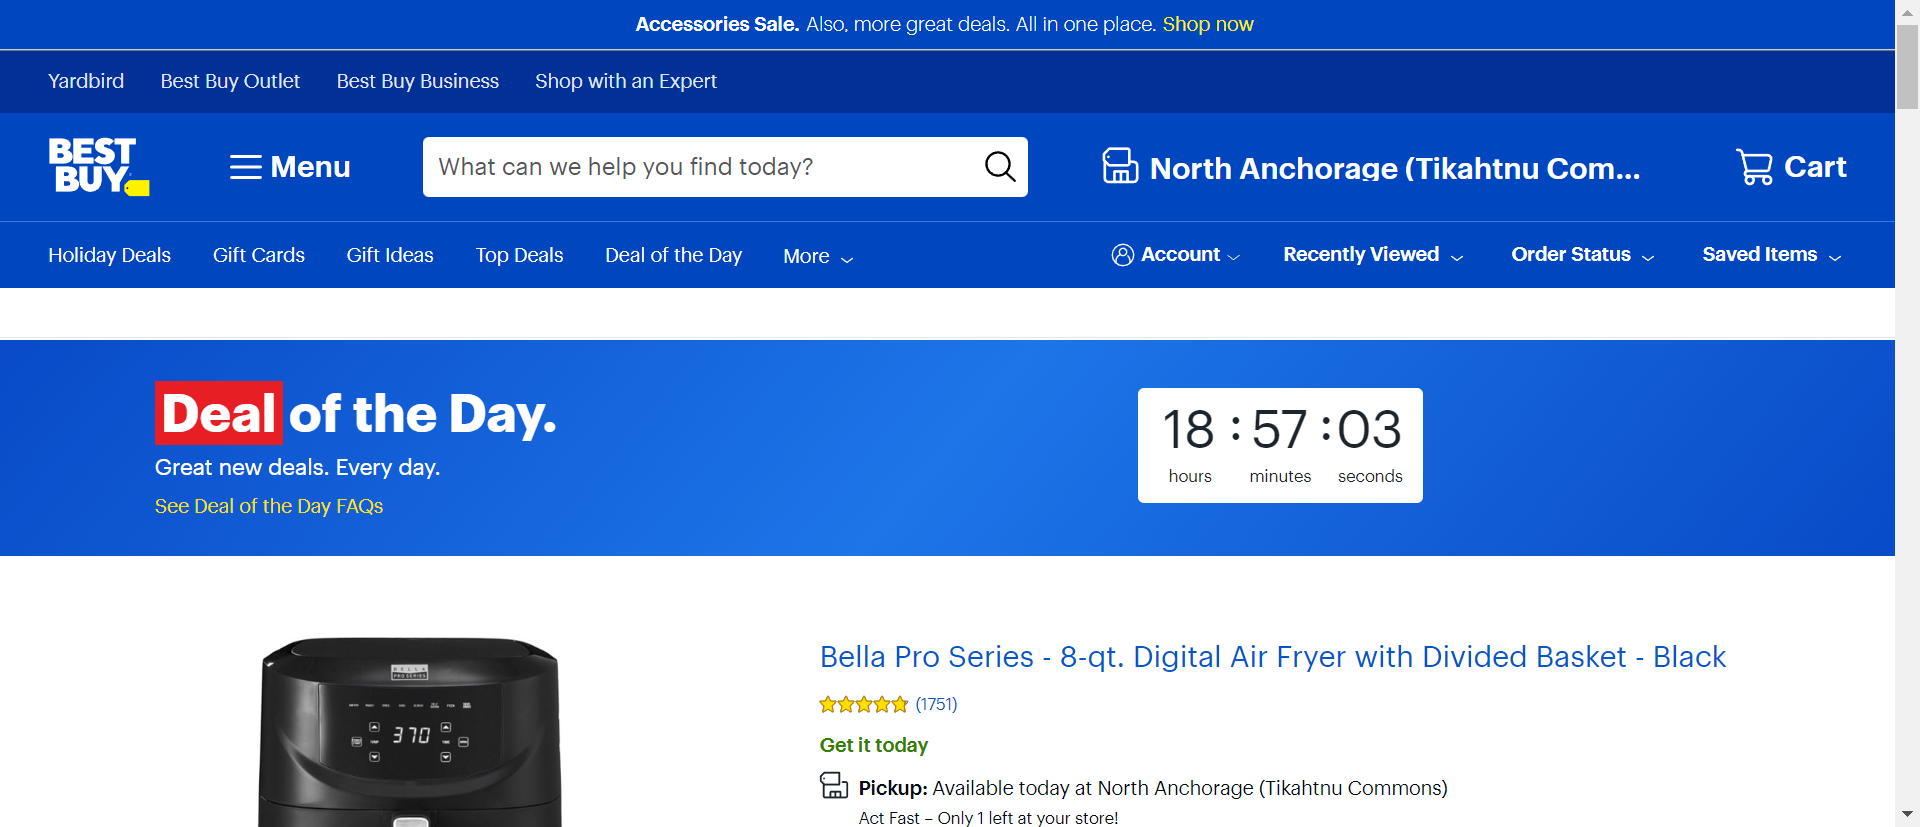 Accessories Sale. Also, more great deals. All in one place. Shop now
Yardbird Best Buy Outlet Best Buy Business Shop with an Expert
BEST BUY
Menu
What can we help you find today?
North Anchorage (Tikahtnu Com...
Cart
Holiday Deals Gift Cards Gift Ideas Top Deals Deal of the Day More
Account Recently Viewed Order Status Saved Items
Deal of the Day.
Great new deals. Every day.
See Deal of the Day FAQs
18 : 57 : 03
hours minutes seconds
Bella Pro Series - 8-qt. Digital Air Fryer with Divided Basket - Black
(1751)
Get it today
Pickup: Available today at North Anchorage (Tikahtnu Commons)
Act Fast – Only 1 left at your store!
BELLA
PRO SERIES
370